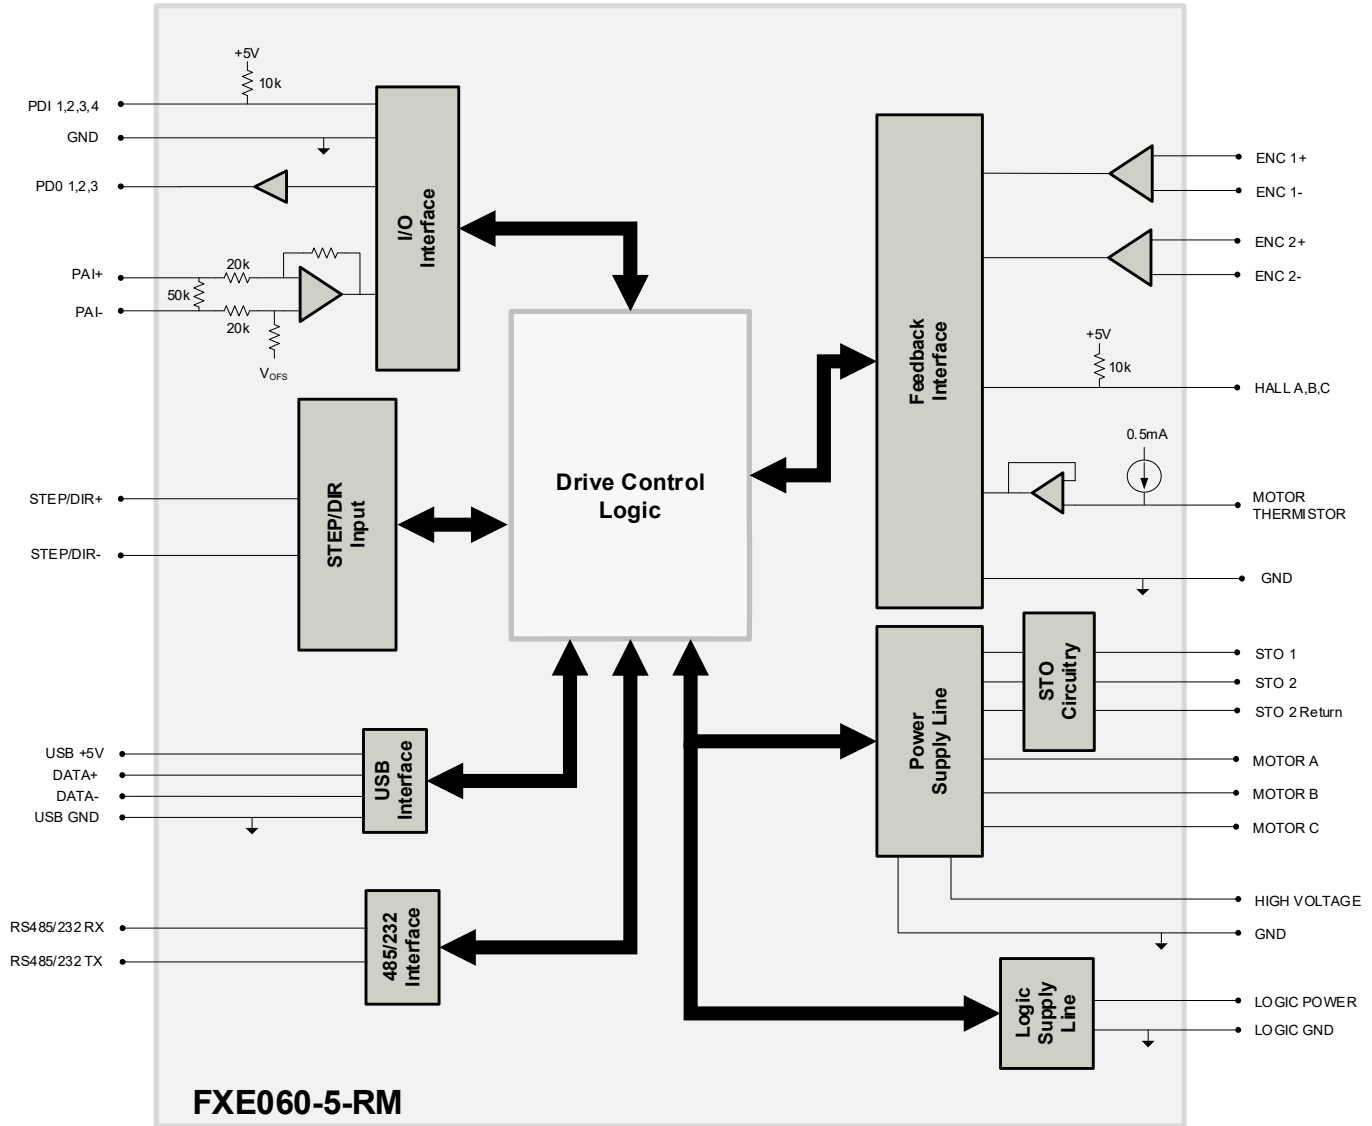 +5V
10k
PDI 1,2,3,4
GND
PD0 1,2,3
PAI+
20k
50k
PAI-
20k
VOFS
I/O
Interface
STEP/DIR+
STEP/DIR-
STEP/DIR
Input
USB +5V
DATA+
DATA-
USB GND
USB
Interface
RS485/232 RX
RS485/232 TX
485/232
Interface
Drive Control
Logic
Feedback
Interface
ENC 1+
ENC 1-
ENC 2+
ENC 2-
+5V
10k
HALL A,B,C
0.5mA
MOTOR
THERMISTOR
GND
Power
Supply Line
STO
Circuitry
STO 1
STO 2
STO 2 Return
MOTOR A
MOTOR B
MOTOR C
HIGH VOLTAGE
GND
Logic
Supply
Line
LOGIC POWER
LOGIC GND
FXE060-5-RM